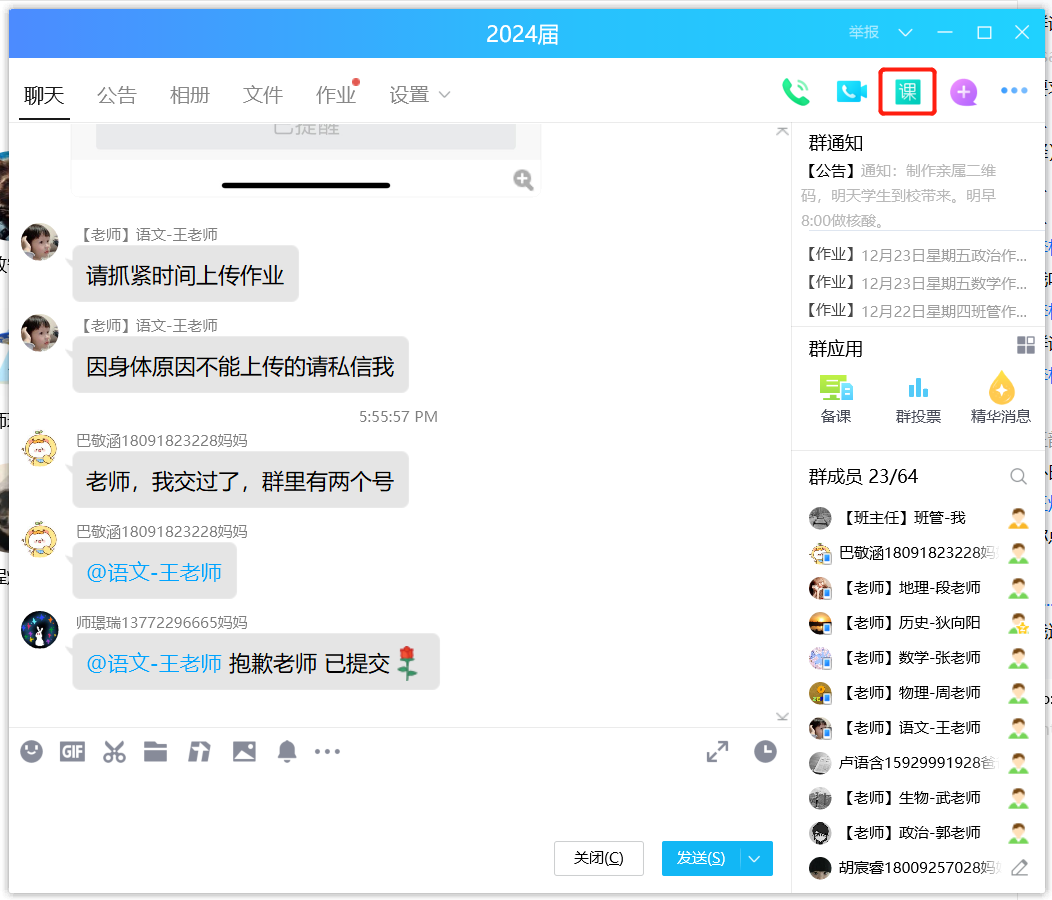 2024届
举报
聊天 公告 相册 文件 作业 设置
课
已提醒
【老师】语文-王老师
请抓紧时间上传作业
【老师】语文-王老师
因身体原因不能上传的请私信我
5:55:57 PM
巴敬涵18091823228妈妈
老师，我交过了，群里有两个号
巴敬涵18091823228妈妈
@语文-王老师
师璟瑞13772296665妈妈
@语文-王老师 抱歉老师 已提交
GIF
关闭(C)
发送(S)
群通知
【公告】通知：制作亲属二维
码，明天学生到校带来。明早
8:00做核酸。
【作业】12月23日星期五政治作...
【作业】12月23日星期五数学作...
【作业】12月22日星期四班管作...
群应用
备课 群投票 精华消息
群成员 23/64
【班主任】班管-我
巴敬涵18091823228妈
【老师】地理-段老师
【老师】历史-狄向阳
【老师】数学-张老师
【老师】物理-周老师
【老师】语文-王老师
卢语含15929991928爸
【老师】生物-武老师
【老师】政治-郭老师
胡宸睿18009257028妈